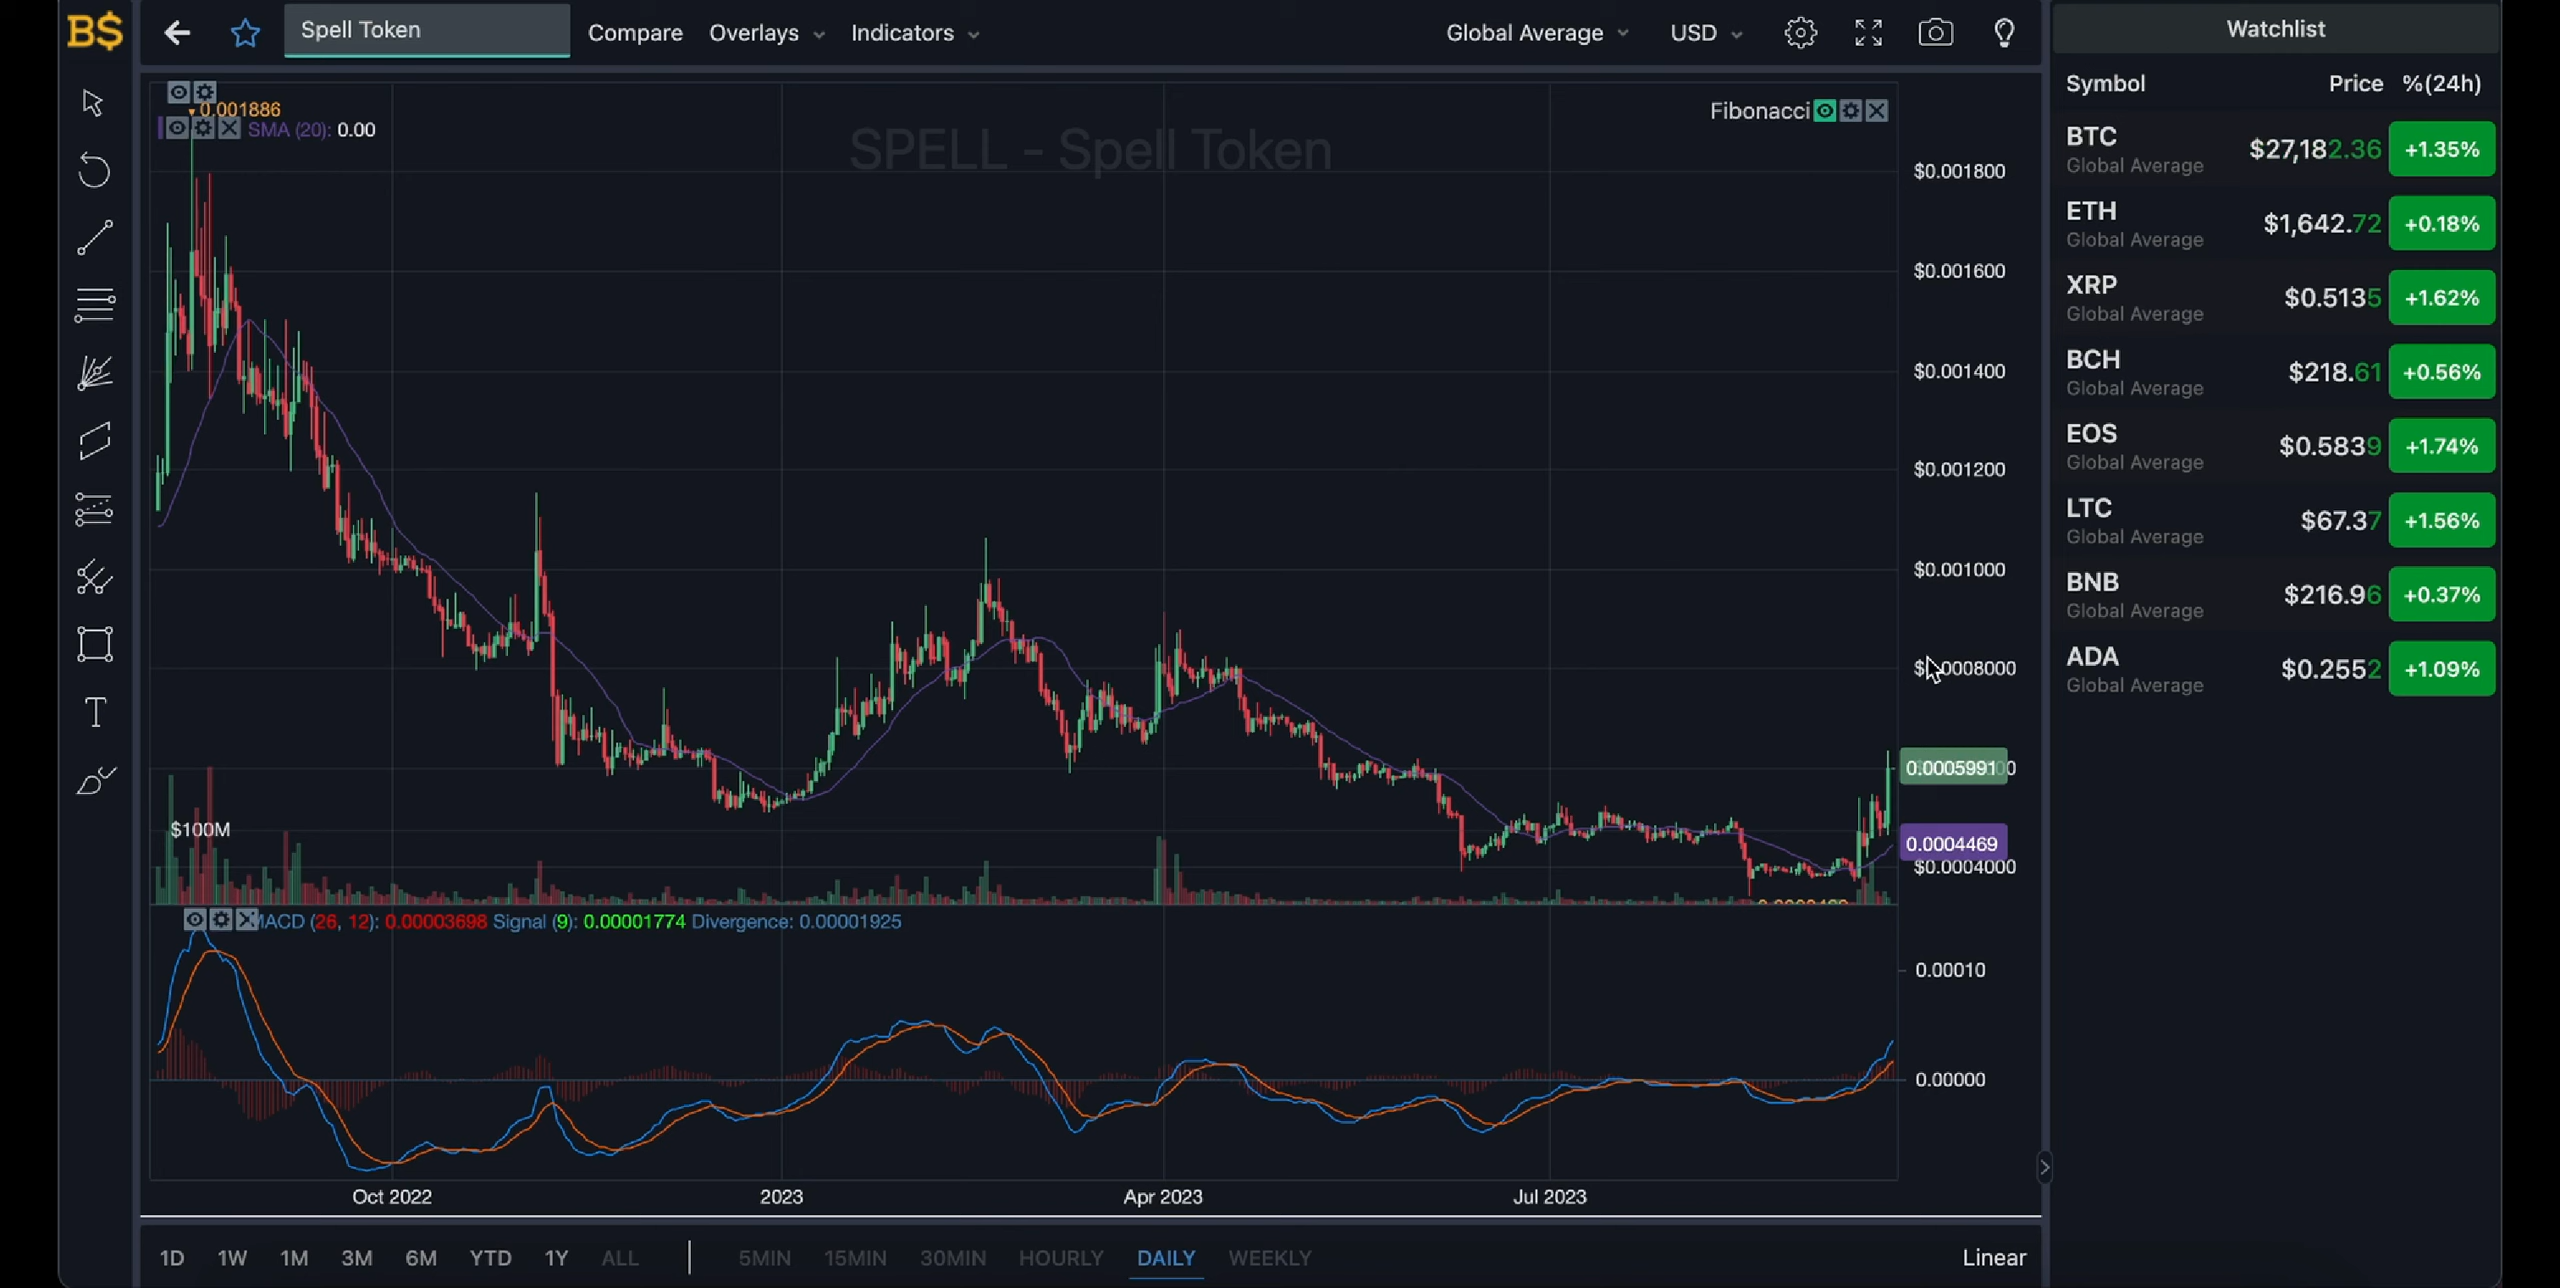 B$
Spell Token
Compare
Overlays
Indicators
Global Average
USD
Watchlist
Symbol Price %(24h)
0.001886
SMA (20): 0.00
SPELL - Spell Token
Fibonacci
$0.001800
$0.001600
$0.001400
$0.001200
$0.001000
0008000
0.0005991
0.0004469
$0.0004000
$100M
MACD (26, 12): 0.00003698 Signal (9): 0.00001774 Divergence: 0.00001925
0.00010
0.00000
Oct 2022 2023 Apr 2023 Jul 2023
1D 1W 1M 3M 6M YTD 1Y ALL 5MIN 15MIN 30MIN HOURLY DAILY WEEKLY Linear
BTC $27,182.36 +1.35%
Global Average
ETH $1,642.72 +0.18%
Global Average
XRP $0.5135 +1.62%
Global Average
BCH $218.61 +0.56%
Global Average
EOS $0.5839 +1.74%
Global Average
LTC $67.37 +1.56%
Global Average
BNB $216.96 +0.37%
Global Average
ADA $0.2552 +1.09%
Global Average